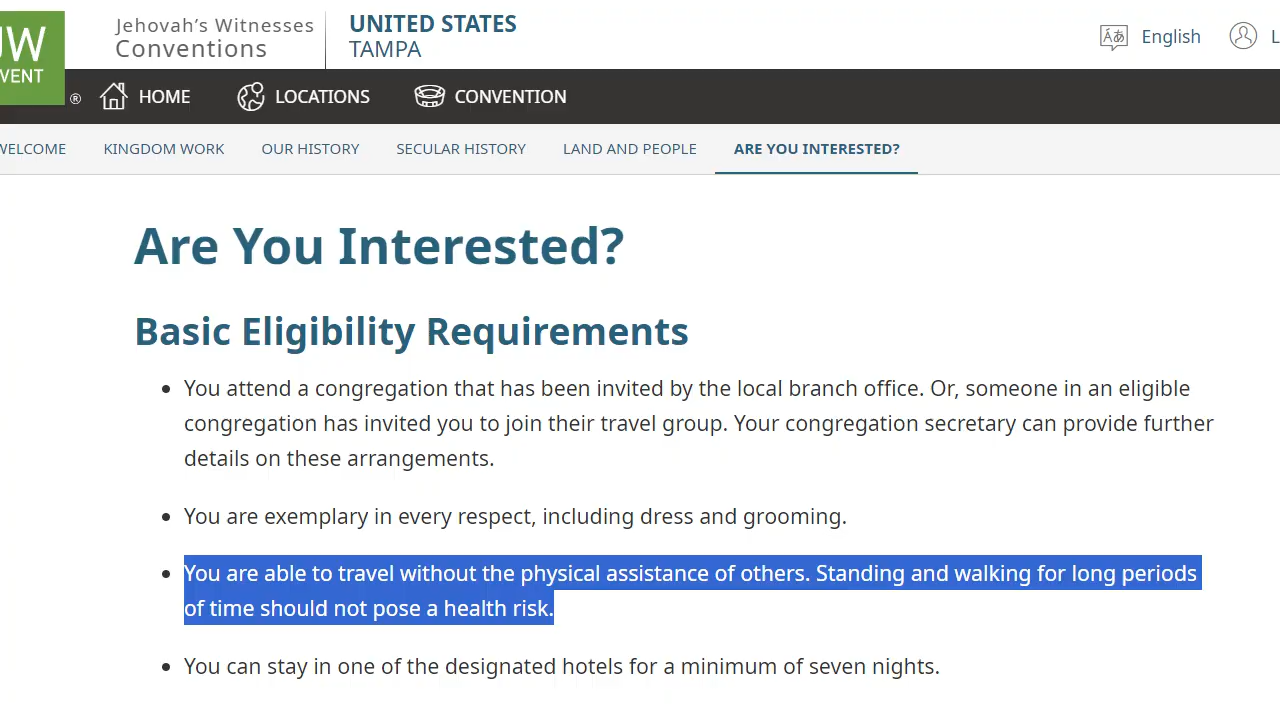 JW
EVENT
®
Jehovah's Witnesses
Conventions
UNITED STATES
TAMPA
English
L
HOME
LOCATIONS
CONVENTION
WELCOME
KINGDOM WORK
OUR HISTORY
SECULAR HISTORY
LAND AND PEOPLE
ARE YOU INTERESTED?
Are You Interested?
Basic Eligibility Requirements
You attend a congregation that has been invited by the local branch office. Or, someone in an eligible
congregation has invited you to join their travel group. Your congregation secretary can provide further
details on these arrangements.
You are exemplary in every respect, including dress and grooming.
You are able to travel without the physical assistance of others. Standing and walking for long periods
of time should not pose a health risk.
You can stay in one of the designated hotels for a minimum of seven nights.